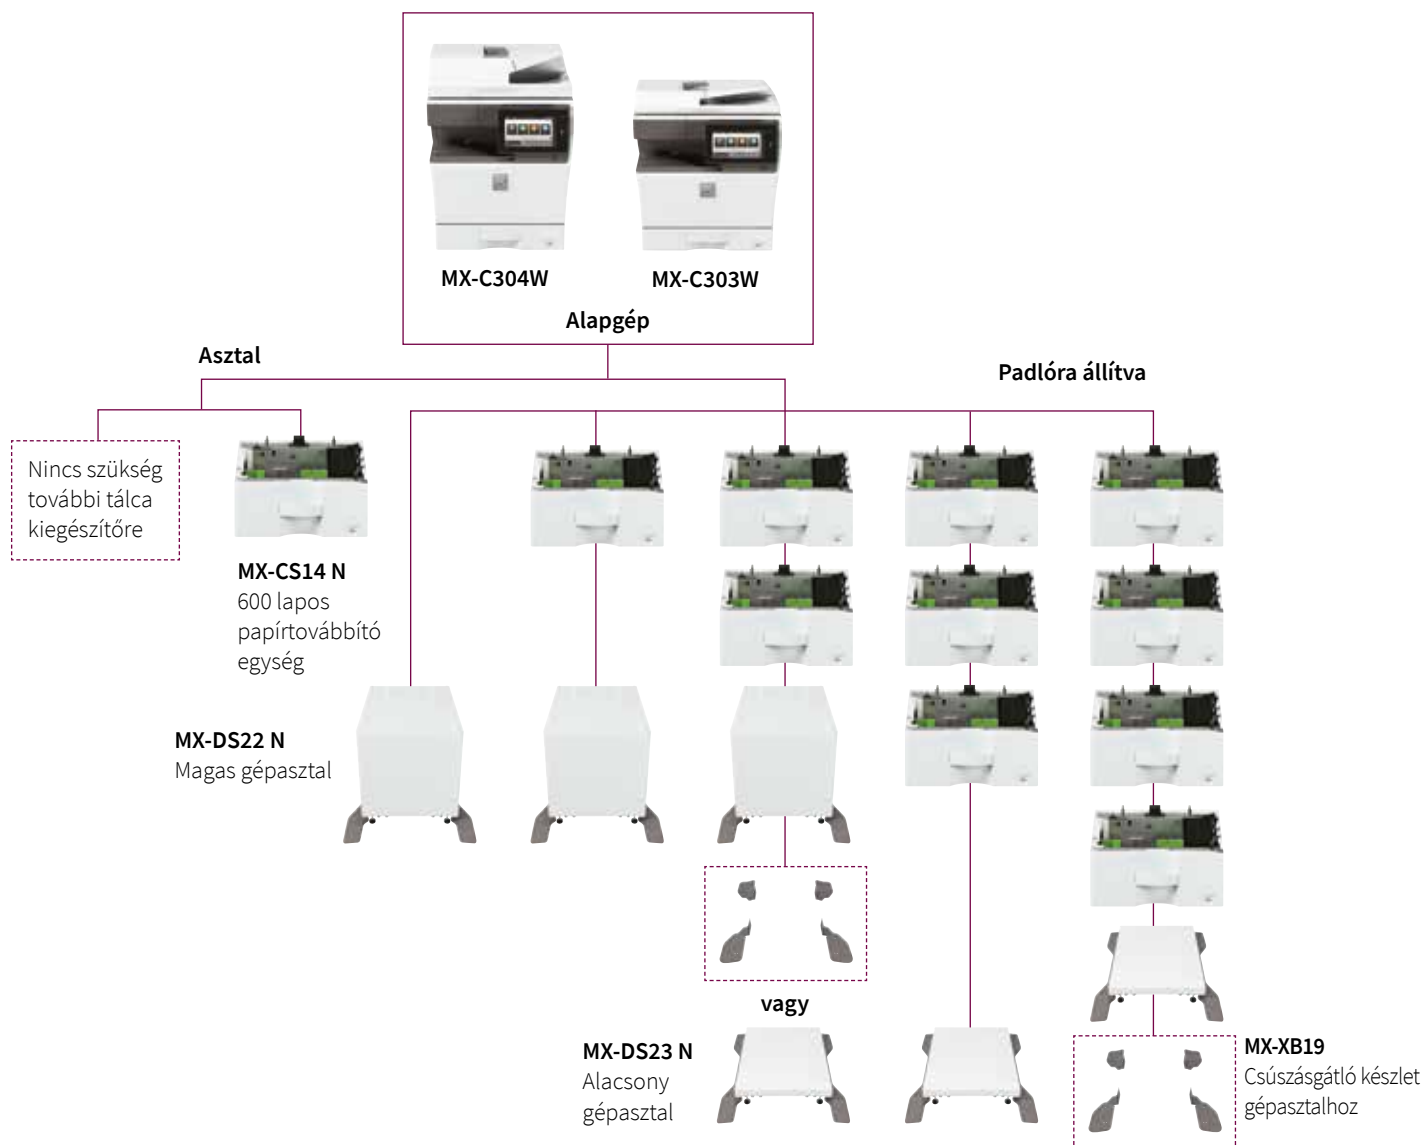 MX-C304W
MX-C303W
Alapgép
Asztal
Padlóra állítva
Nincs szükség
további tálca
kiegészítőre
MX-CS14 N
600 lapos
papírtovábbító
egység
MX-DS22 N
Magas gépasztal
vagy
MX-DS23 N
Alacsony
gépasztal
MX-XB19
Csúszásgátló készlet
gépasztalhoz